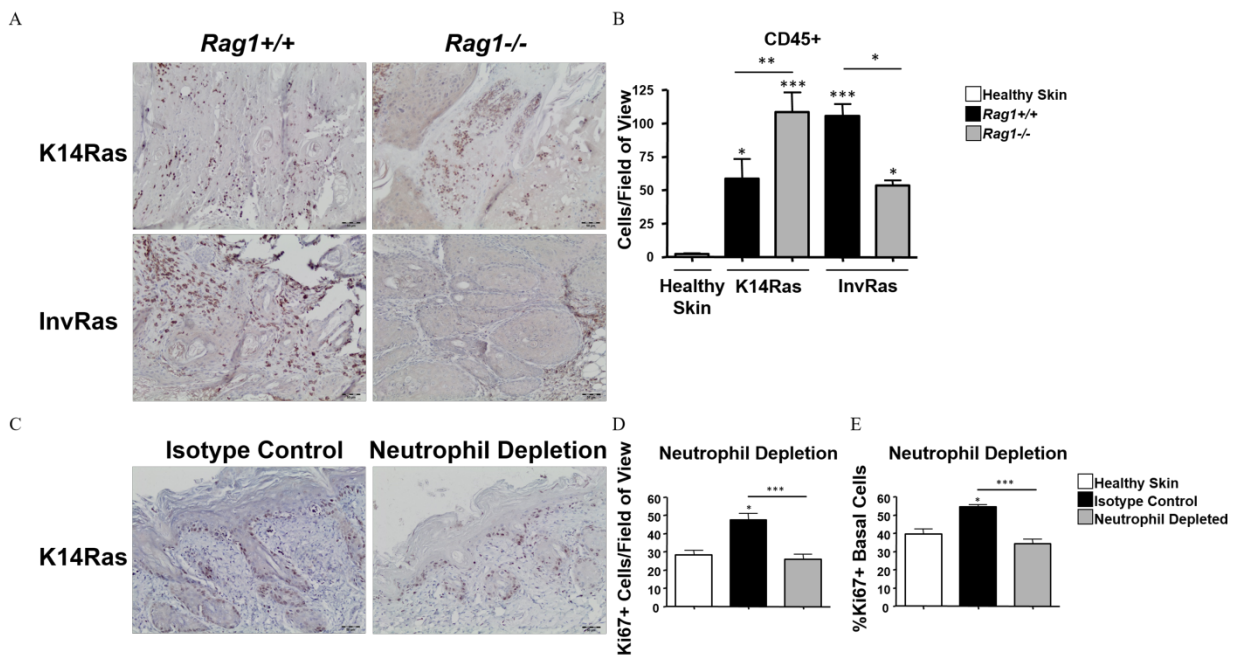 A
Rag1+/+
Rag1-/-
K14Ras
InvRas
B
CD45+
**
*
***
***
*
*
Cells/Field of View
125
100
75
50
25
0
Healthy Skin
K14Ras
InvRas
Healthy Skin
Rag1+/+
Rag1-/-
C
Isotype Control
Neutrophil Depletion
K14Ras
D
Neutrophil Depletion
***
*
Ki67+ Cells/Field of View
60
50
40
30
20
10
0
E
Neutrophil Depletion
***
*
%Ki67+ Basal Cells
60
50
40
30
20
10
0
Healthy Skin
Isotype Control
Neutrophil Depleted